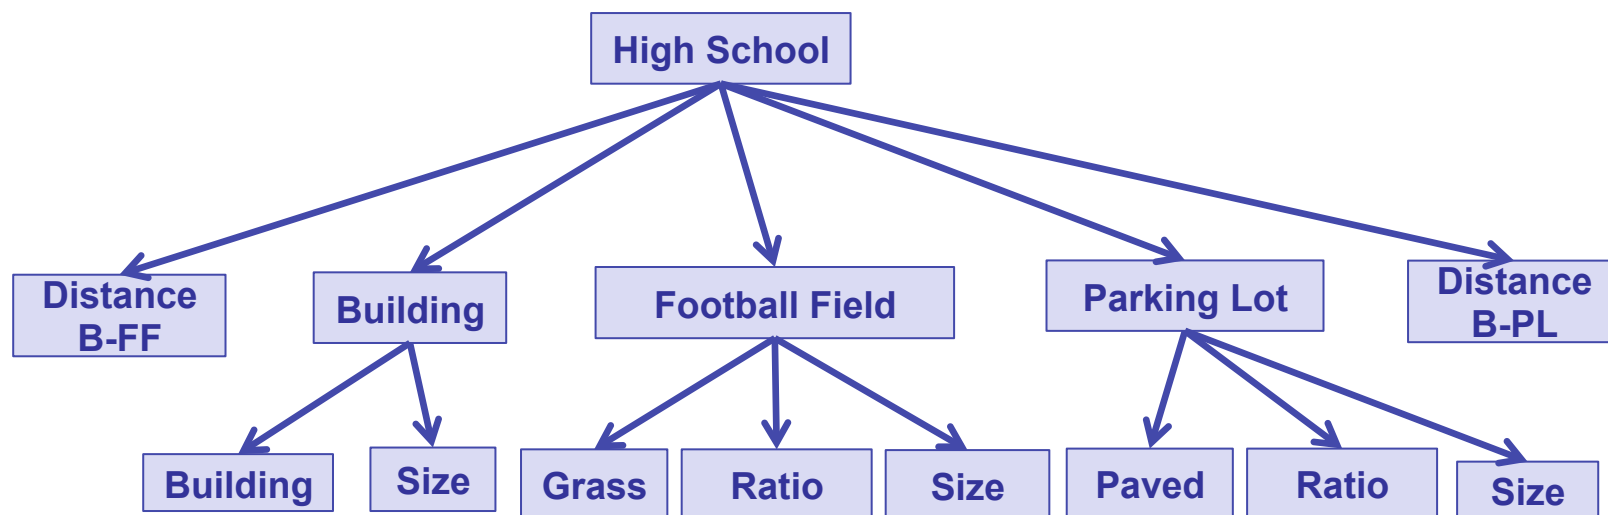 High School
Distance
B-FF
Building
Football Field
Parking Lot
Distance
B-PL
Building
Size
Grass
Ratio
Size
Paved
Ratio
Size